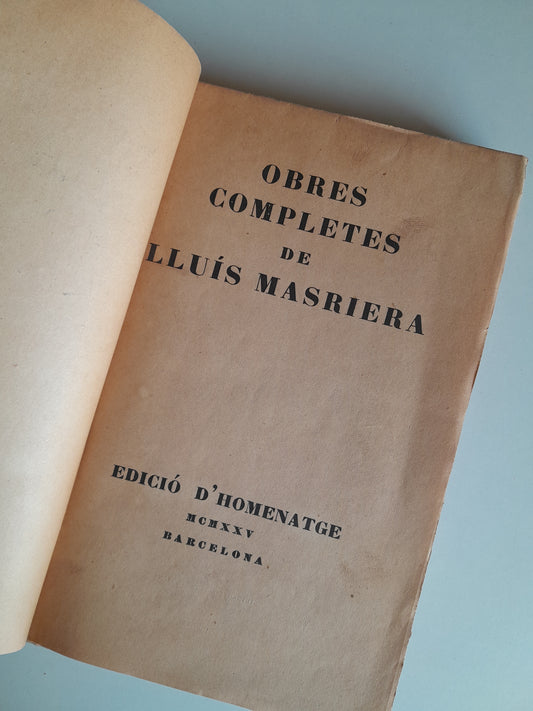 OBRES
COMPLETES
DE
LLUÍS MASRIERA
EDICIÓ D'HOMENATGE
MCMXXV
BARCELONA